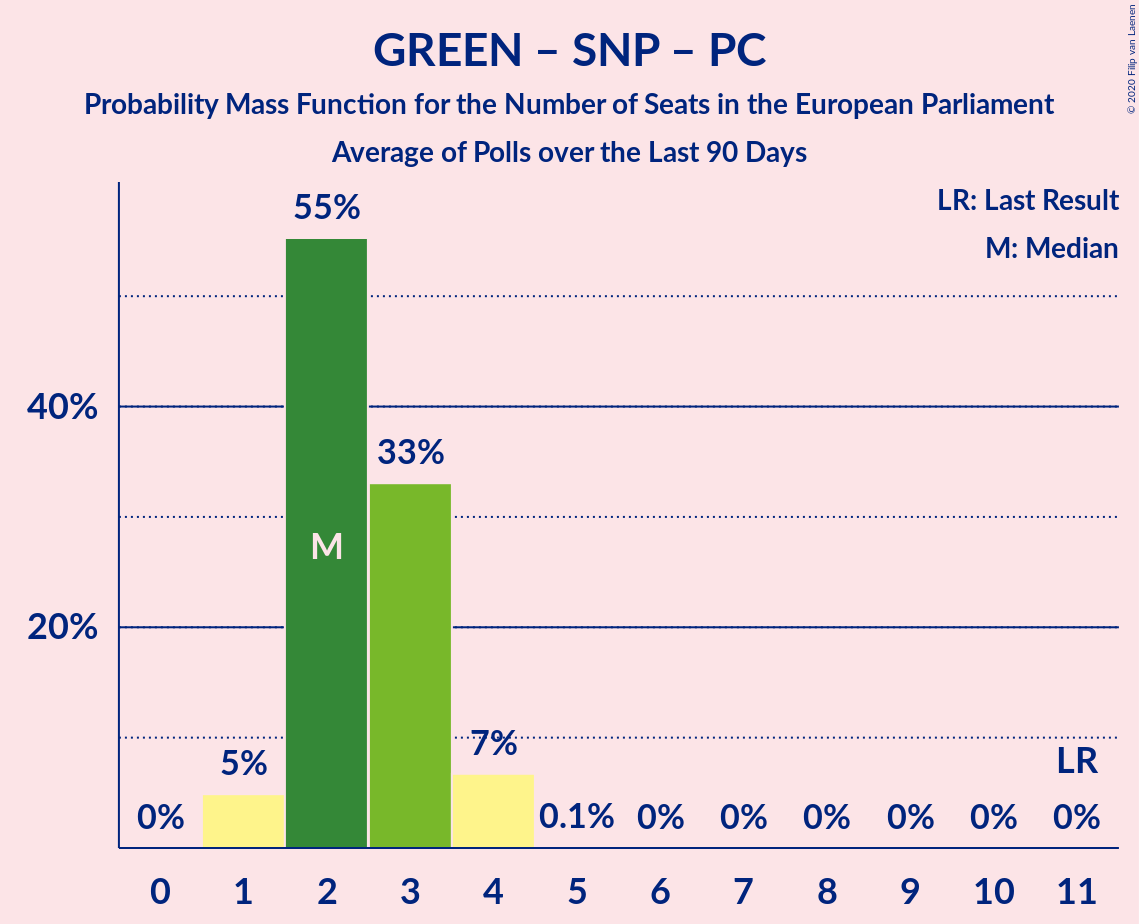 GREEN – SNP – PC
Probability Mass Function for the Number of Seats in the European Parliament
Average of Polls over the Last 90 Days
© 2020 Filip van Laenen
LR: Last Result
M: Median
55%
40%
33%
M
20%
7%
5%
LR
0%
0.1%
0%
0%
0%
0%
0%
0%
0 1 2 3 4 5 6 7 8 9 10 11